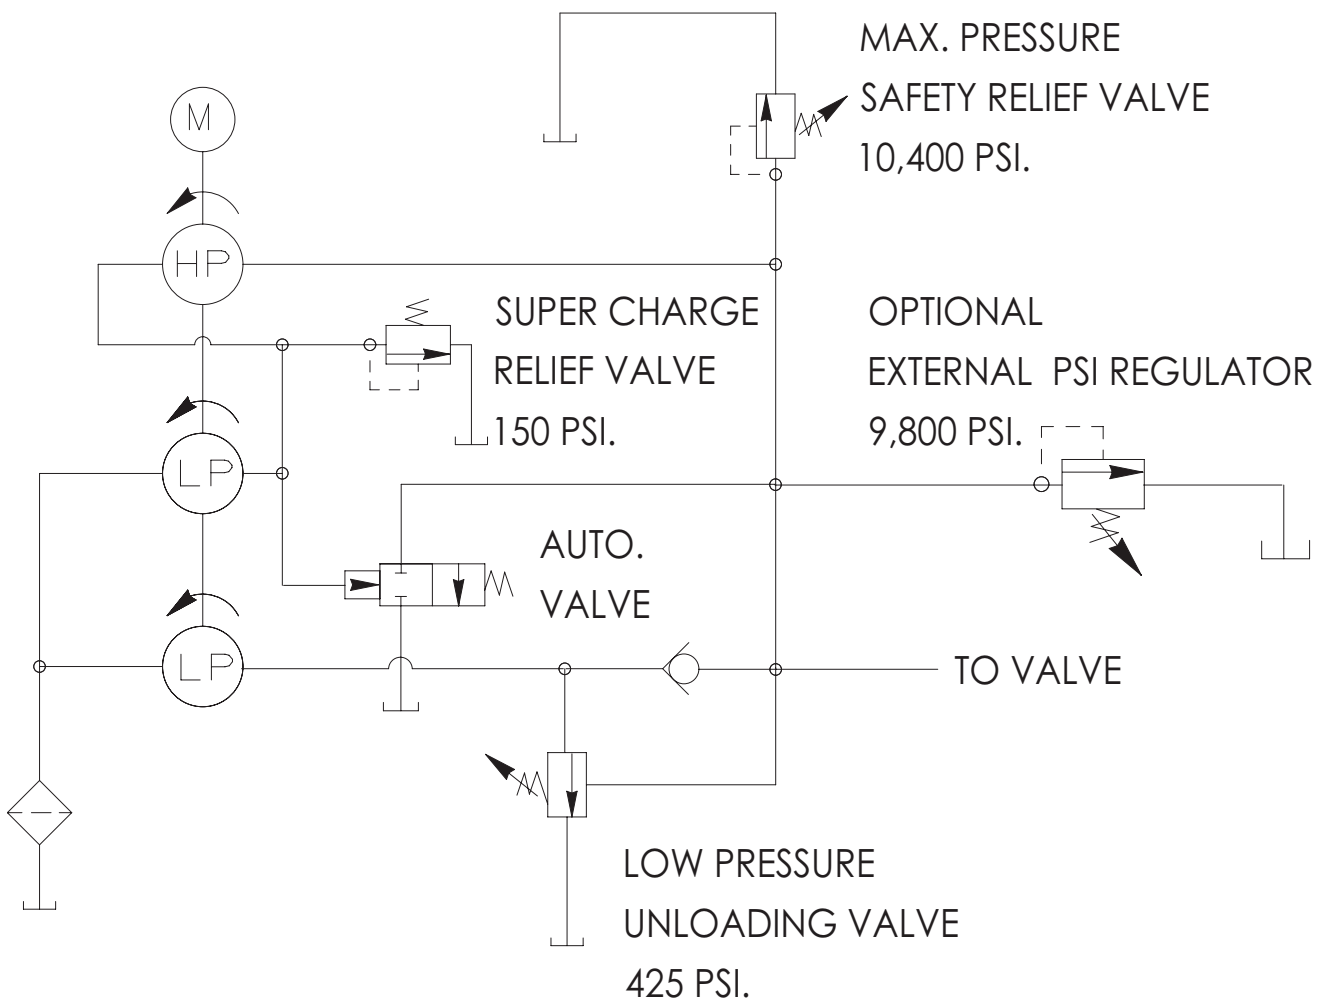 MAX. PRESSURE
SAFETY RELIEF VALVE
10,400 PSI.
M
HP
SUPER CHARGE
RELIEF VALVE
150 PSI.
OPTIONAL
EXTERNAL PSI REGULATOR
9,800 PSI.
LP
AUTO.
VALVE
LP
TO VALVE
LOW PRESSURE
UNLOADING VALVE
425 PSI.